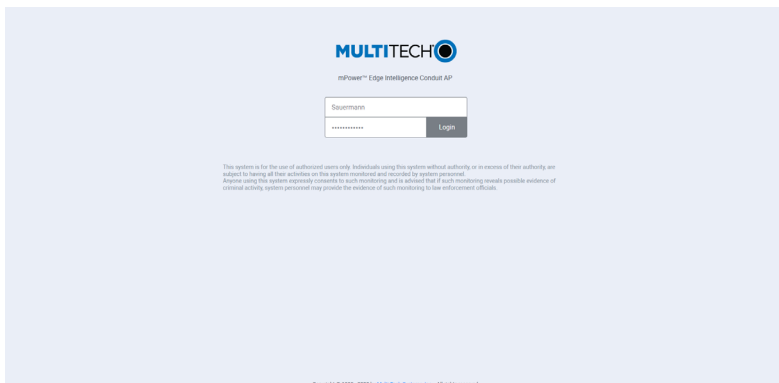 MULTITECH
mPower™ Edge Intelligence Conduit AP
Sauermann
************
Login
This system is for the use of authorized users only. Individuals using this system without authority, or in excess of their authority, are
subject to having all their activities on this system monitored and recorded by system personnel.
Anyone using this system expressly consents to such monitoring and is advised that if such monitoring reveals possible evidence of
criminal activity, system personnel may provide the evidence of such monitoring to law enforcement officials.